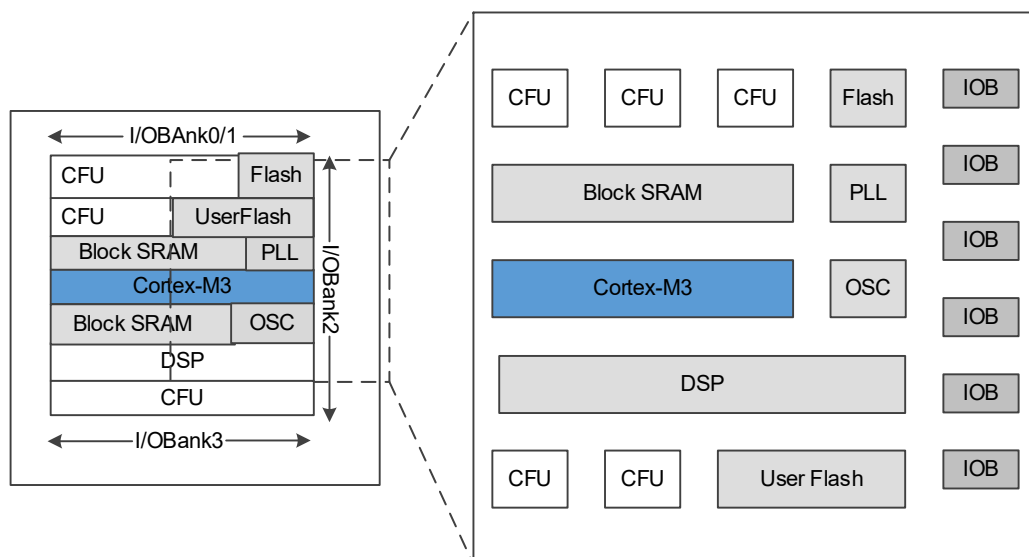 I/OBAnk0/1
CFU
Flash
CFU
UserFlash
Block SRAM
PLL
Cortex-M3
Block SRAM
OSC
DSP
CFU
I/OBank2
I/OBank3
CFU
CFU
CFU
Flash
IOB
Block SRAM
PLL
IOB
IOB
Cortex-M3
OSC
IOB
DSP
IOB
CFU
CFU
User Flash
IOB